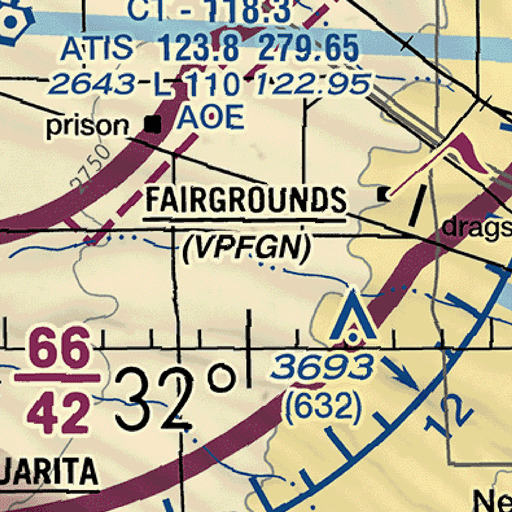 CT - 118.3
ATIS 123.8 279.65
2643 L 110 122.95
prison AOE
2750
FAIRGROUNDS
(VPFGN)
drags
66
42
32°
3693
(632)
12
UARITA
Ne